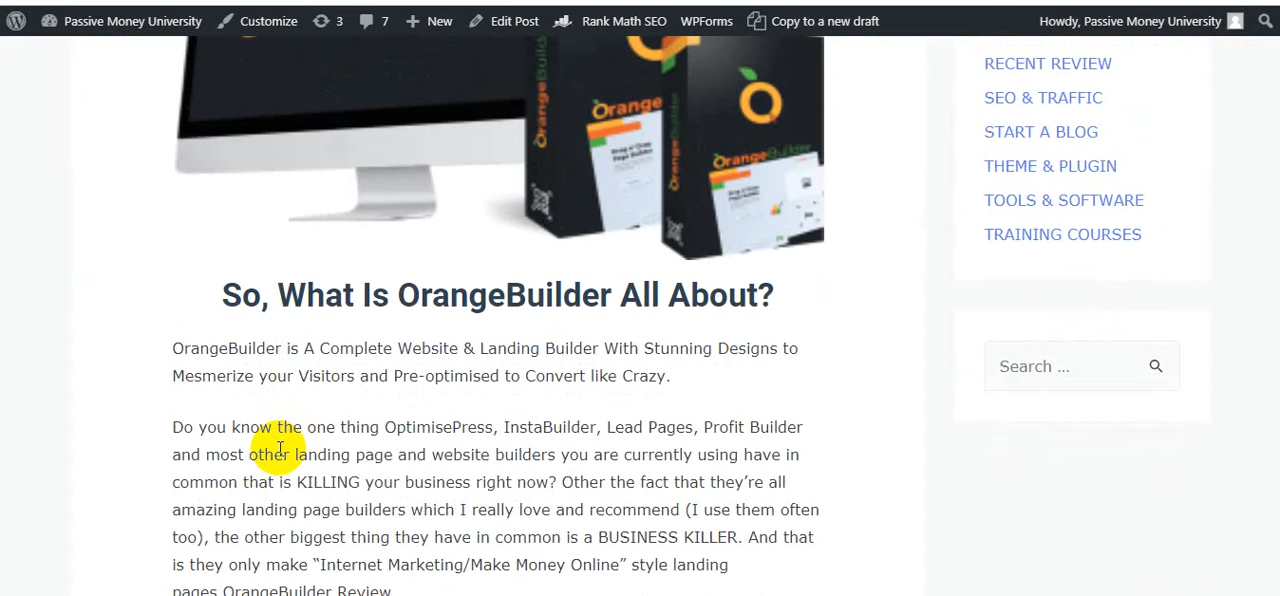 Passive Money University Customize 3 7 New Edit Post Rank Math SEO WPForms Copy to a new draft Howdy, Passive Money University
OrangeBuilder
Orange
OrangeBuilder
RECENT REVIEW
SEO & TRAFFIC
START A BLOG
THEME & PLUGIN
TOOLS & SOFTWARE
TRAINING COURSES
So, What Is OrangeBuilder All About?
OrangeBuilder is A Complete Website & Landing Builder With Stunning Designs to
Mesmerize your Visitors and Pre-optimised to Convert like Crazy.
Search ...
Do you know the one thing OptimisePress, InstaBuilder, Lead Pages, Profit Builder
and most other landing page and website builders you are currently using have in
common that is KILLING your business right now? Other the fact that they’re all
amazing landing page builders which I really love and recommend (I use them often
too), the other biggest thing they have in common is a BUSINESS KILLER. And that
is they only make “Internet Marketing/Make Money Online” style landing
pages.OrangeBuilder Review